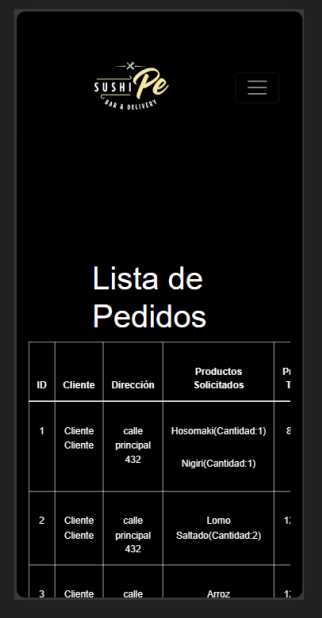 SUSHI Pe
BAR & DELIVERY
Lista de
Pedidos
ID Cliente Dirección Productos Solicitados
1 Cliente Cliente calle principal 432 Hosomaki(Cantidad:1) Nigiri(Cantidad:1)
2 Cliente Cliente calle principal 432 Lomo Saltado(Cantidad:2)
3 Cliente calle Arroz